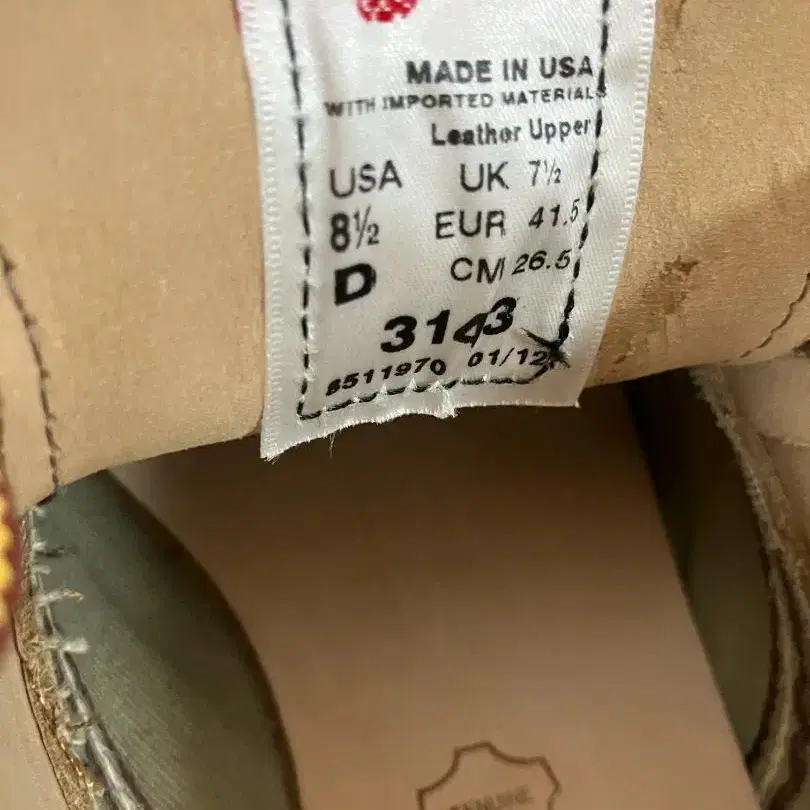 MADE IN USA
WITH IMPORTED MATERIALS
Leather Upper
USA UK 7½
8½ EUR 41.5
D CM 26.5
3143
8511970 01/12